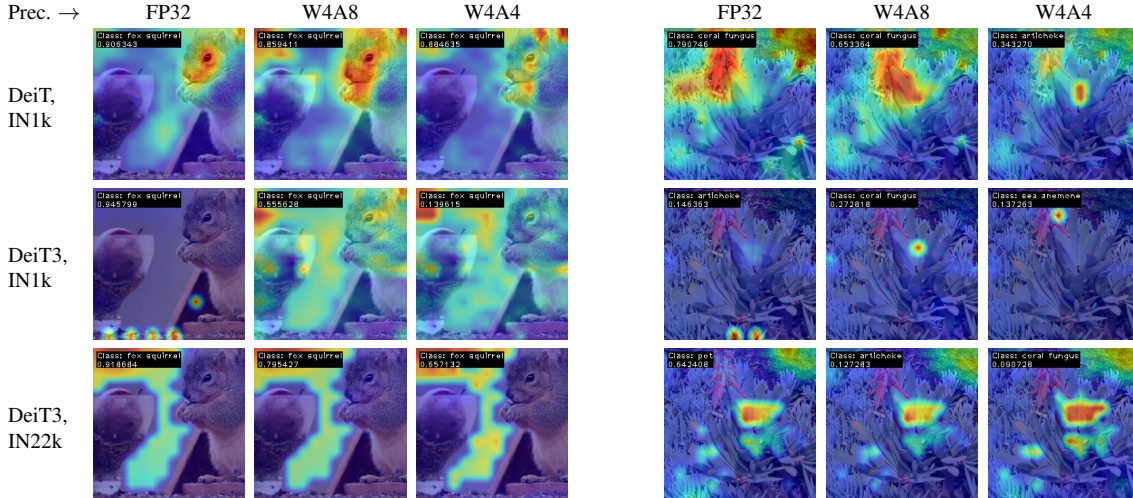 Prec. → FP32 W4A8 W4A4 FP32 W4A8 W4A4
DeiT,
IN1k
Class: fox squirrel
0.906343
Class: fox squirrel
0.859411
Class: fox squirrel
0.884635
Class: coral fungus
0.790746
Class: coral fungus
0.653364
Class: artichoke
0.343270
DeiT3,
IN1k
Class: fox squirrel
0.945799
Class: fox squirrel
0.555628
Class: fox squirrel
0.139615
Class: artichoke
0.146363
Class: coral fungus
0.272818
Class: sea anemone
0.137263
DeiT3,
IN22k
Class: fox squirrel
0.918684
Class: fox squirrel
0.795427
Class: fox squirrel
0.657132
Class: pot
0.642408
Class: artichoke
0.127283
Class: coral fungus
0.090728